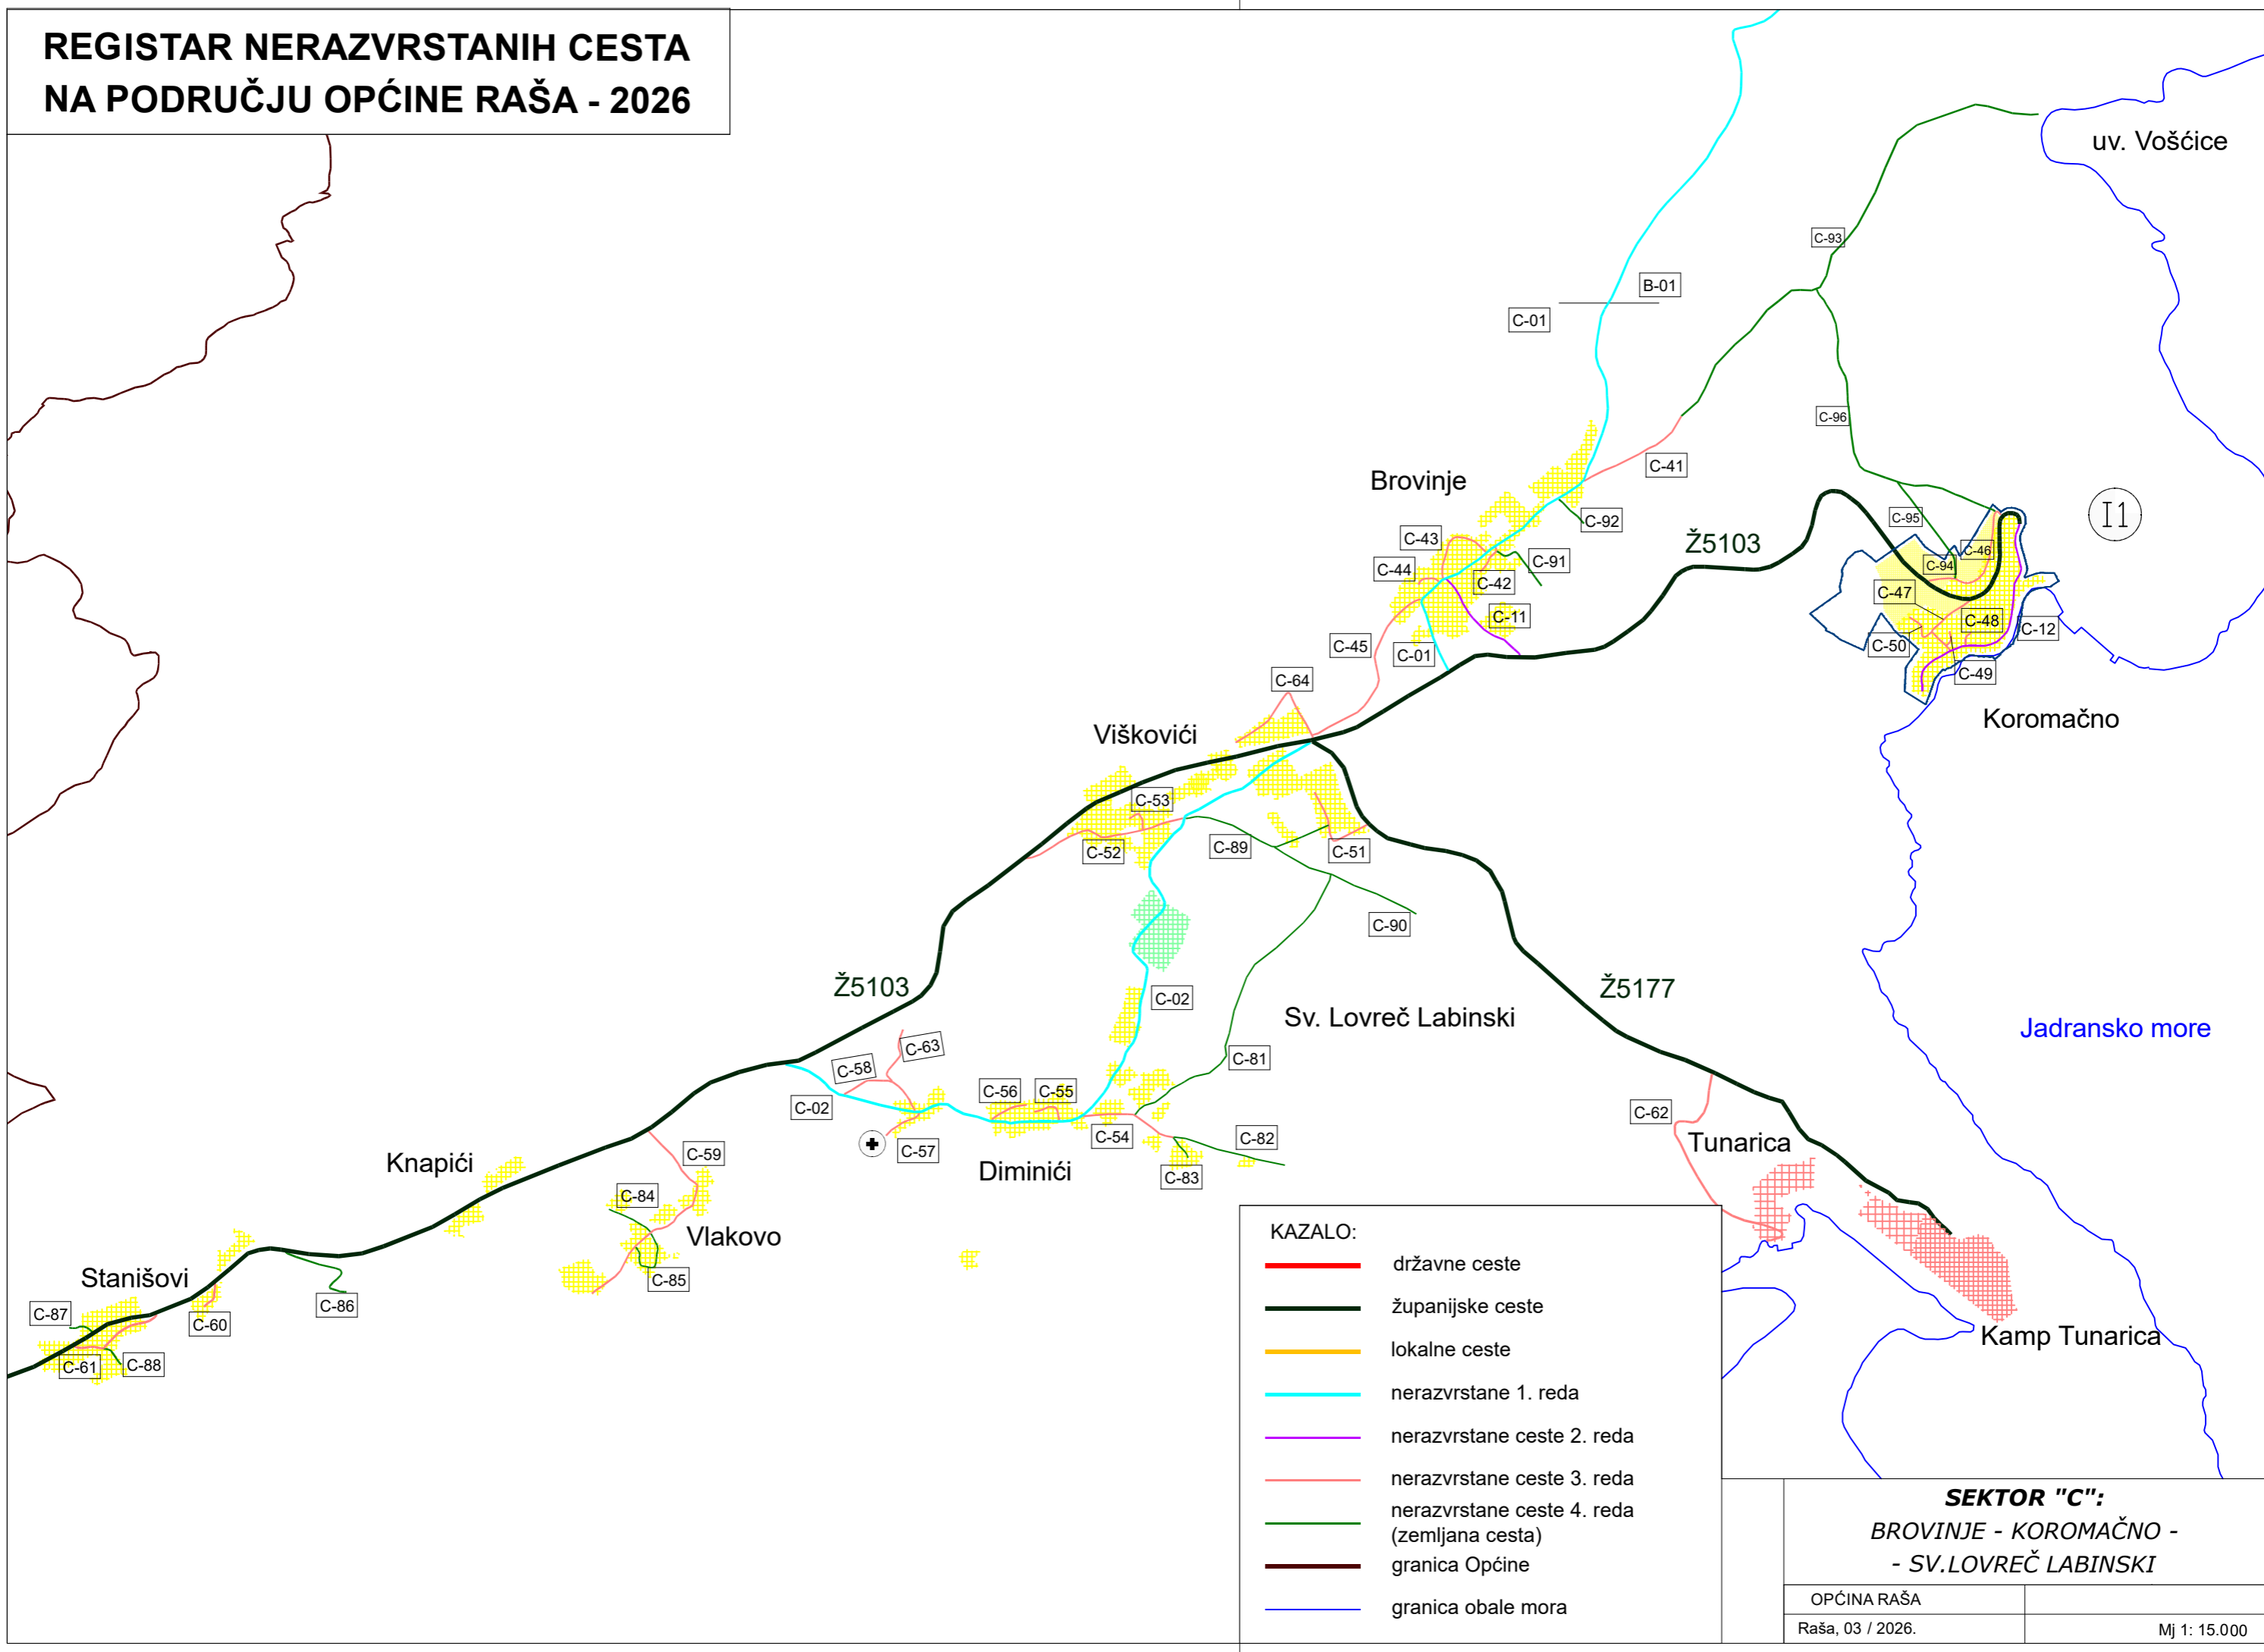 REGISTAR NERAZVRSTANIH CESTA
NA PODRUČJU OPĆINE RAŠA - 2026
uv. Vošćice
C-93
B-01
C-01
C-96
C-41
Brovinje
C-92
C-95
I1
C-43
Ž5103
C-46
C-91
C-94
C-44
C-42
C-47
C-11
C-48
C-12
C-50
C-45
C-01
C-49
C-64
Koromačno
Viškovići
C-53
C-89
C-51
C-52
C-90
Ž5103
Ž5177
C-02
Sv. Lovreč Labinski
Jadransko more
C-63
C-81
C-58
C-56
C-55
C-02
C-62
C-54
C-82
Tunarica
C-57
C-59
Knapići
Diminići
C-83
C-84
Vlakovo
Stanišovi
C-85
C-86
C-87
C-60
Kamp Tunarica
C-61
C-88
KAZALO:
državne ceste
županijske ceste
lokalne ceste
nerazvrstane 1. reda
nerazvrstane ceste 2. reda
nerazvrstane ceste 3. reda
nerazvrstane ceste 4. reda
(zemljana cesta)
granica Općine
granica obale mora
SEKTOR "C":
BROVINJE - KOROMAČNO -
- SV.LOVREČ LABINSKI
OPĆINA RAŠA
Raša, 03 / 2026.
Mj 1: 15.000